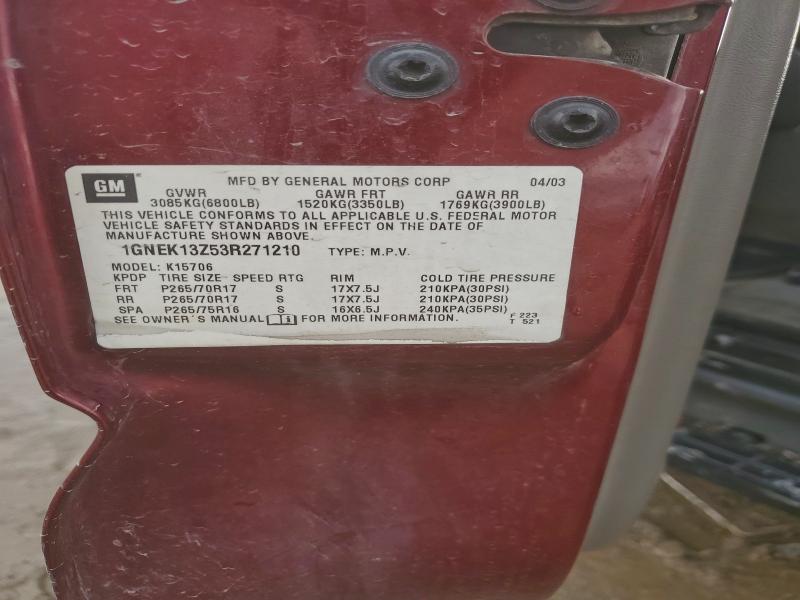 GM
MFD BY GENERAL MOTORS CORP 04/03
GVWR GAWR FRT GAWR RR
3085KG(6800LB) 1520KG(3350LB) 1769KG(3900LB)
THIS VEHICLE CONFORMS TO ALL APPLICABLE U.S. FEDERAL MOTOR
VEHICLE SAFETY STANDARDS IN EFFECT ON THE DATE OF
MANUFACTURE SHOWN ABOVE.
1GNEK13Z53R271210 TYPE: M.P.V.
MODEL: K15706
KPDP TIRE SIZE SPEED RTG RIM COLD TIRE PRESSURE
FRT P265/70R17 S 17X7.5J 210KPA(30PSI)
RR P265/70R17 S 17X7.5J 210KPA(30PSI)
SPA P265/75R16 S 16X6.5J 240KPA(35PSI)
SEE OWNER'S MANUAL FOR MORE INFORMATION.
F 223
T 521